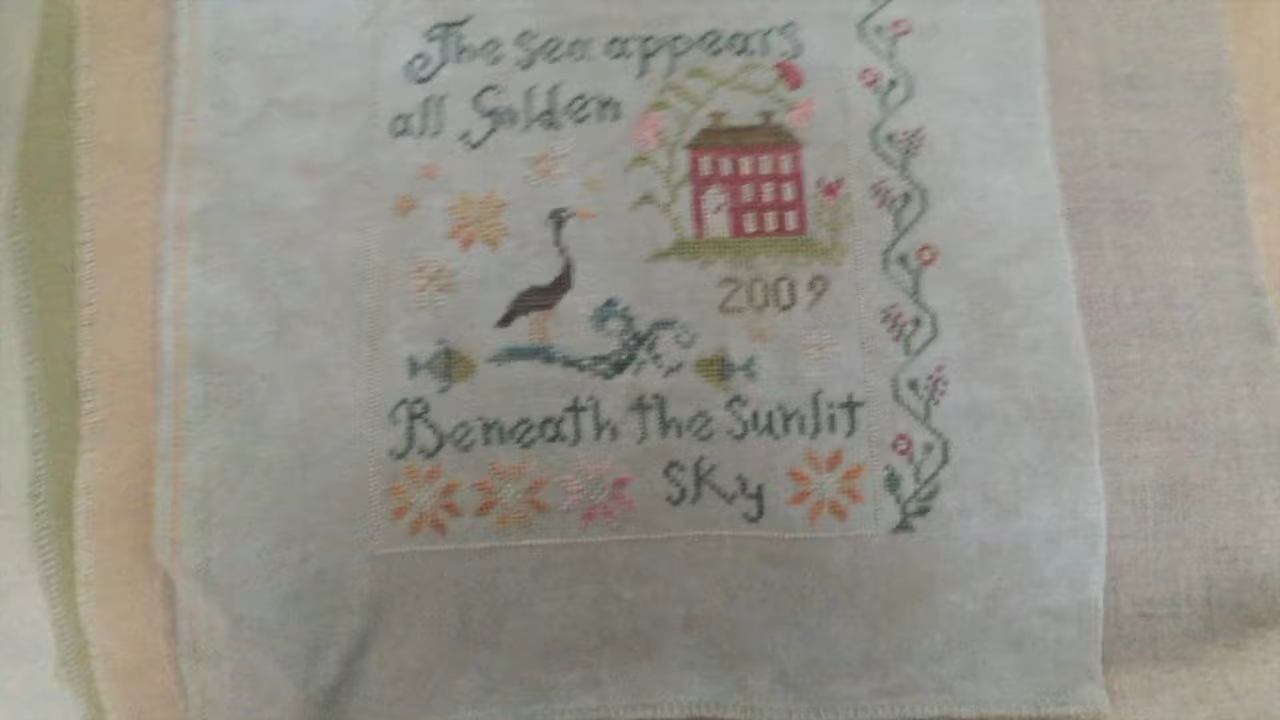 The sea appears
all Golden
2009
Beneath the Sunlit
Sky